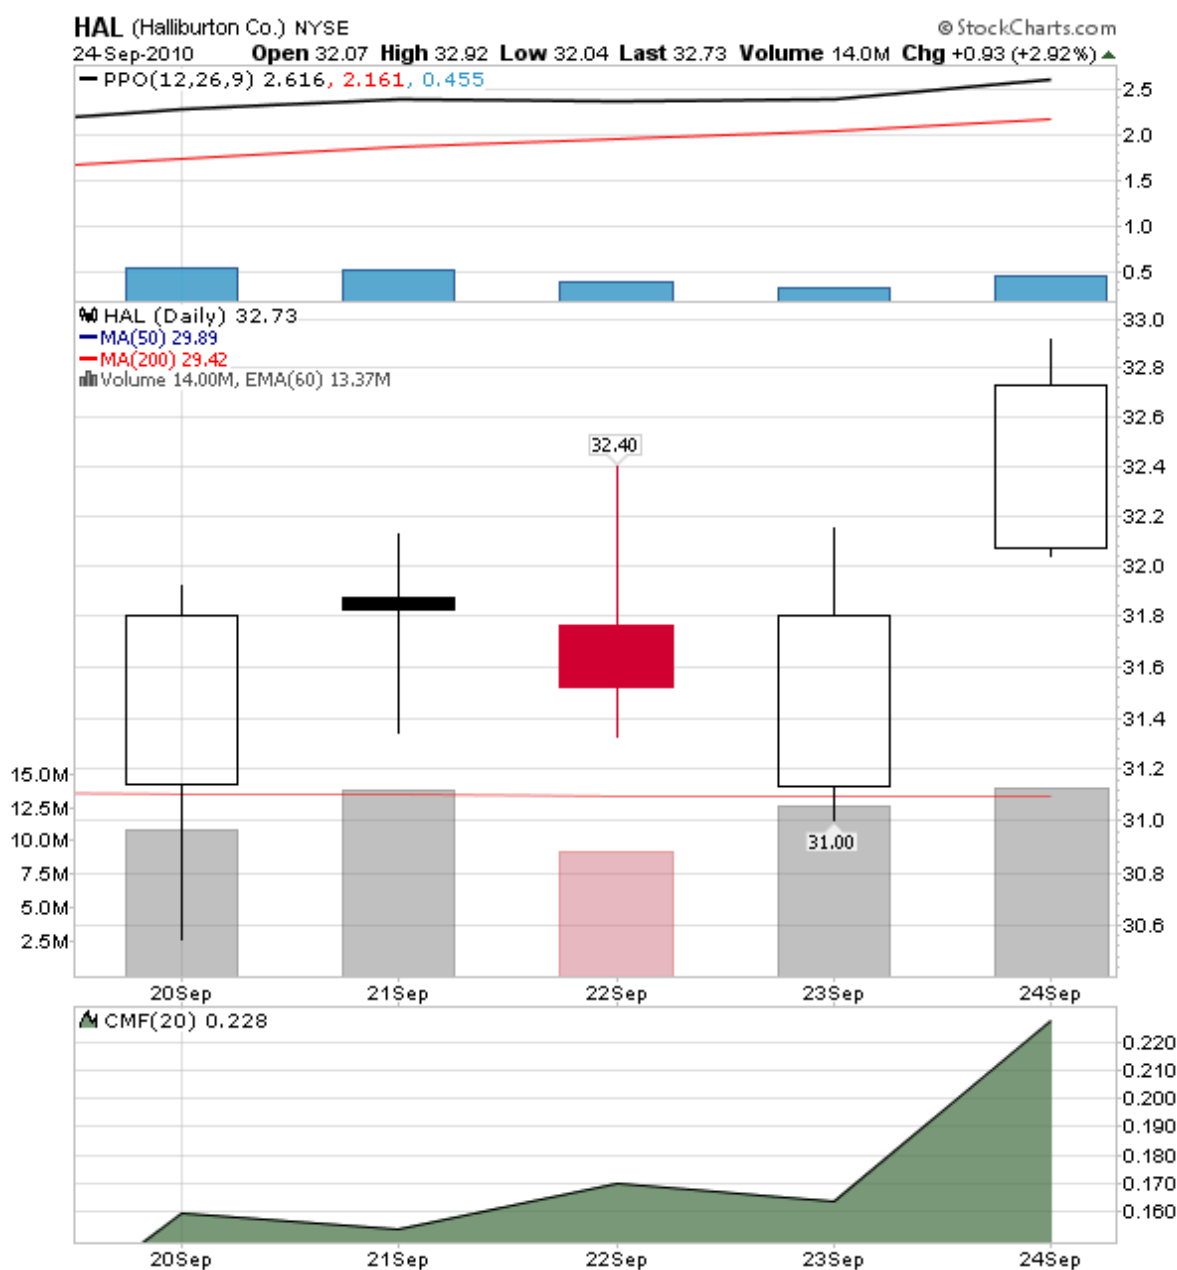 HAL (Halliburton Co.) NYSE © StockCharts.com
24-Sep-2010 Open 32.07 High 32.92 Low 32.04 Last 32.73 Volume 14.0M Chg +0.93 (+2.92%)
PPO(12,26,9) 2.616, 2.161, 0.455
2.5
2.0
1.5
1.0
0.5
HAL (Daily) 32.73
MA(50) 29.89
MA(200) 29.42
Volume 14.00M, EMA(60) 13.37M
33.0
32.8
32.6
32.4
32.2
32.0
31.8
31.6
31.4
31.2
31.0
30.8
30.6
32.40
31.00
15.0M
12.5M
10.0M
7.5M
5.0M
2.5M
20Sep 21Sep 22Sep 23Sep 24Sep
CMF(20) 0.228
0.220
0.210
0.200
0.190
0.180
0.170
0.160
20Sep 21Sep 22Sep 23Sep 24Sep